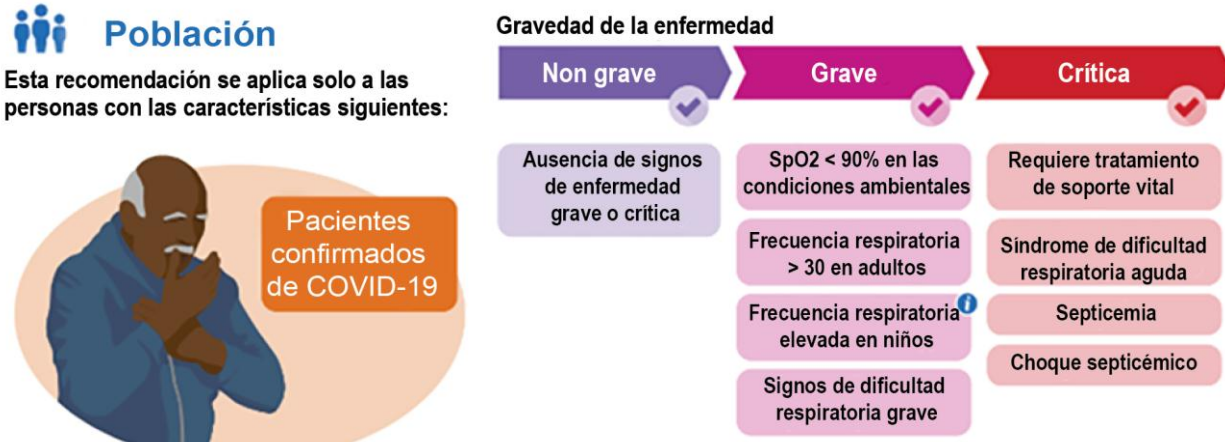 Población
Esta recomendación se aplica solo a las
personas con las características siguientes:
Pacientes
confirmados
de COVID-19
Gravedad de la enfermedad
Non grave
Grave
Crítica
Ausencia de signos
de enfermedad
grave o crítica
SpO2 < 90% en las
condiciones ambientales
Frecuencia respiratoria
> 30 en adultos
Frecuencia respiratoria
elevada en niños
i
Signos de dificultad
respiratoria grave
Requiere tratamiento
de soporte vital
Síndrome de dificultad
respiratoria aguda
Septicemia
Choque septicémico